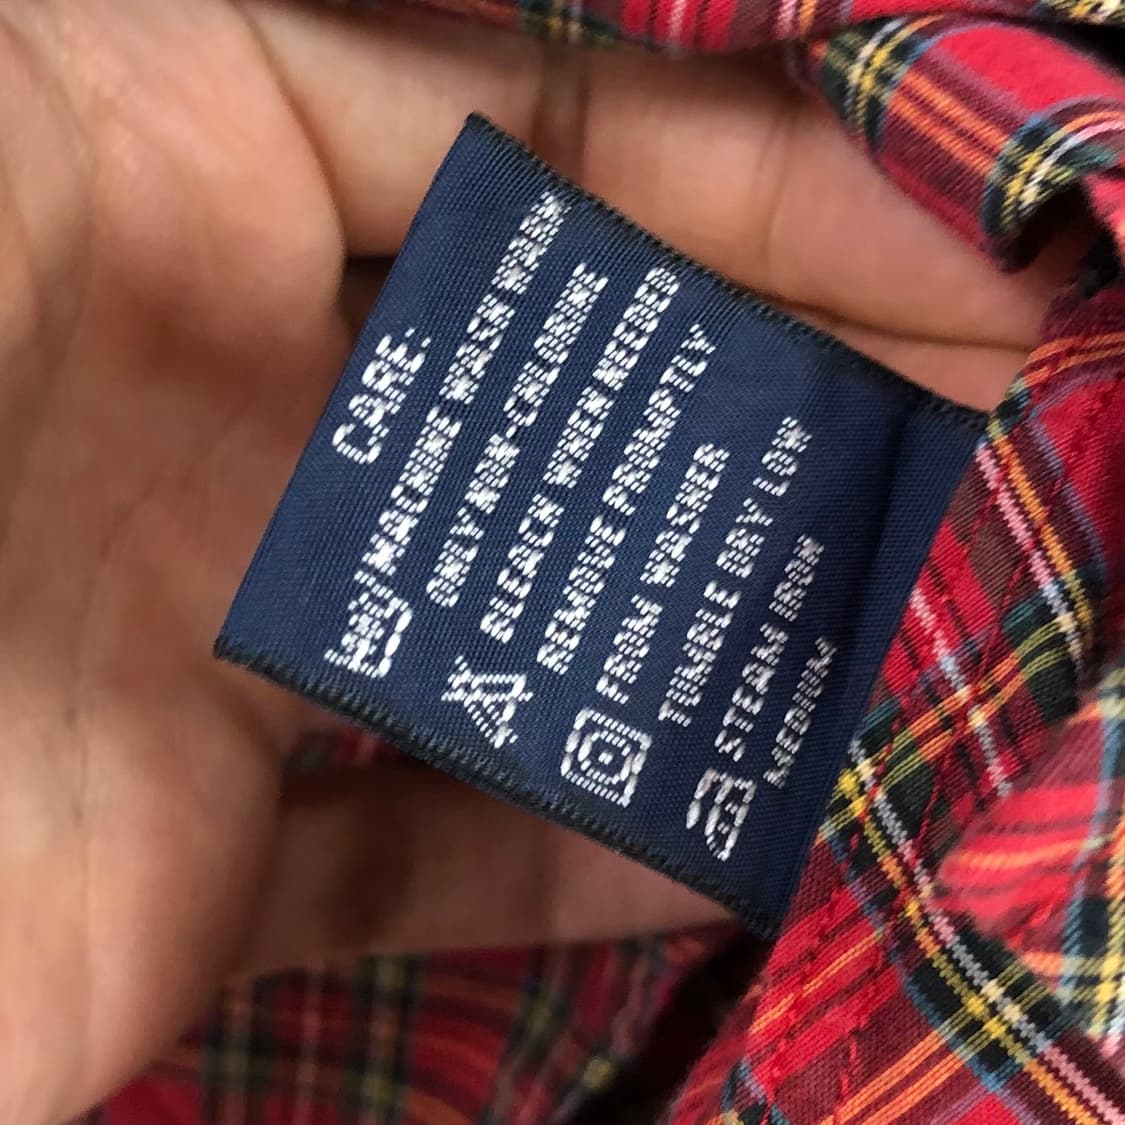 CARE:
MACHINE WASH WARM
ONLY NON-CHLORINE
BLEACH WHEN NEEDED
REMOVE PROMPTLY
FROM WASHER
TUMBLE DRY LOW
STEAM IRON
MEDIUM